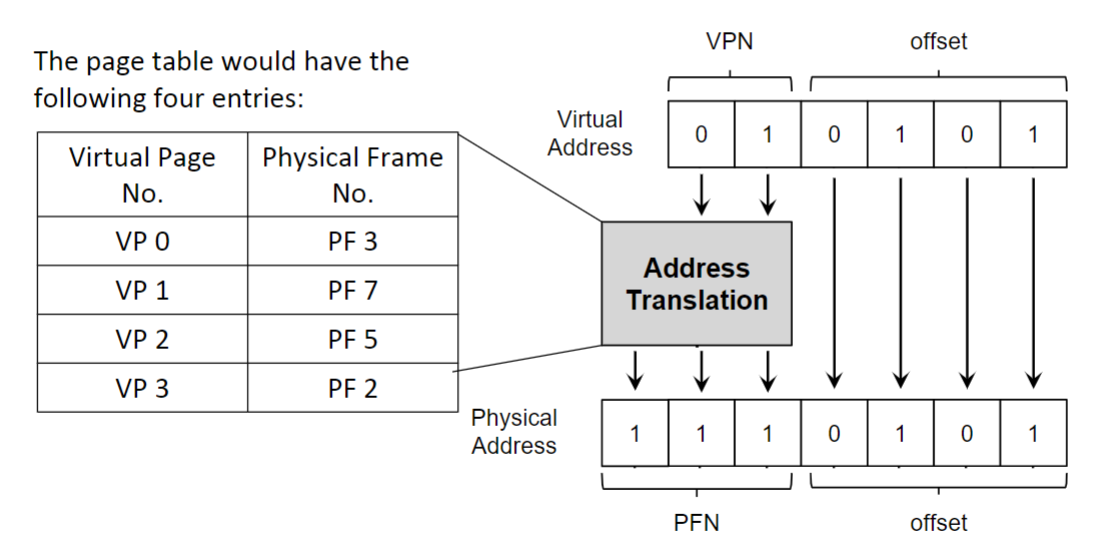 The page table would have the
following four entries:
Virtual Page
No.
Physical Frame
No.
VP 0
PF 3
VP 1
PF 7
VP 2
PF 5
VP 3
PF 2
VPN
offset
Virtual
Address
0 1 0 1 0 1
Address
Translation
Physical
Address
1 1 1 0 1 0 1
PFN
offset